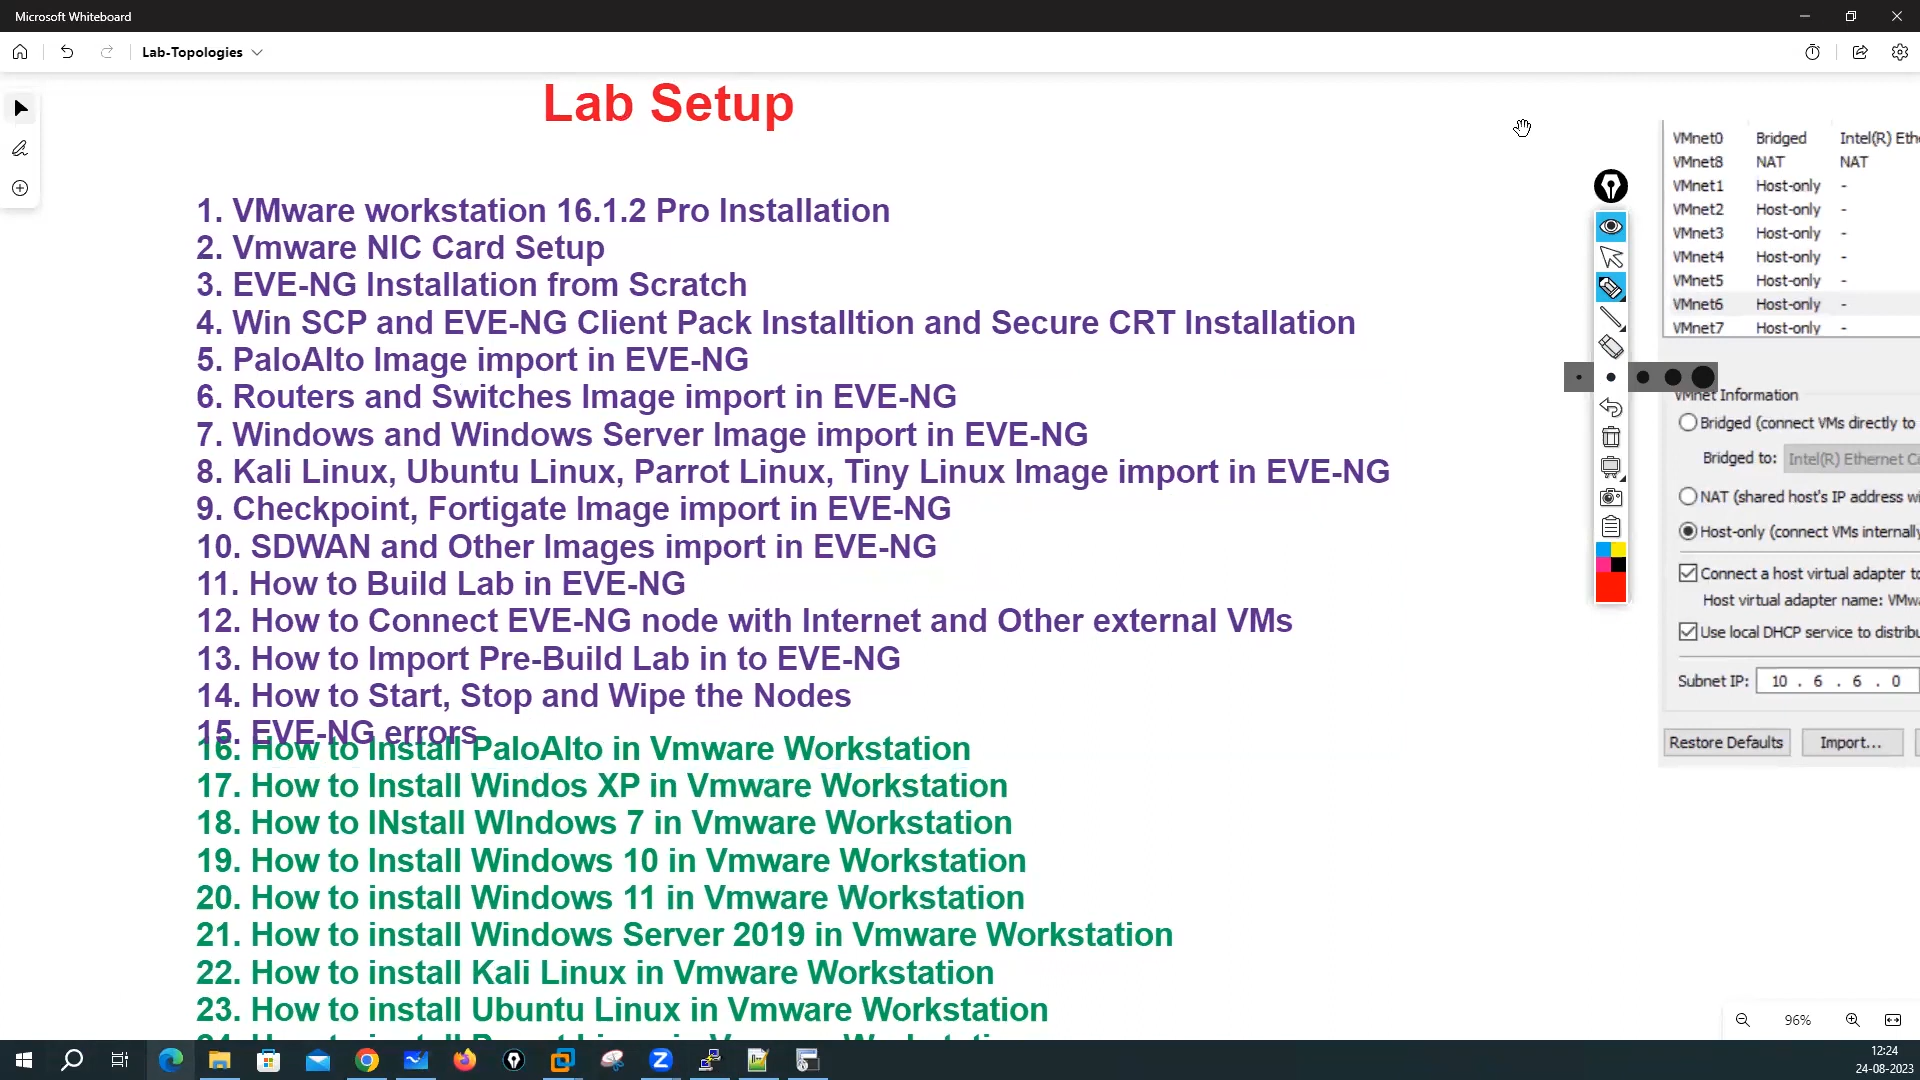 Microsoft Whiteboard
Lab-Topologies
Lab Setup
1. VMware workstation 16.1.2 Pro Installation
2. Vmware NIC Card Setup
3. EVE-NG Installation from Scratch
4. Win SCP and EVE-NG Client Pack Installtion and Secure CRT Installation
5. PaloAlto Image import in EVE-NG
6. Routers and Switches Image import in EVE-NG
7. Windows and Windows Server Image import in EVE-NG
8. Kali Linux, Ubuntu Linux, Parrot Linux, Tiny Linux Image import in EVE-NG
9. Checkpoint, Fortigate Image import in EVE-NG
10. SDWAN and Other Images import in EVE-NG
11. How to Build Lab in EVE-NG
12. How to Connect EVE-NG node with Internet and Other external VMs
13. How to Import Pre-Build Lab in to EVE-NG
14. How to Start, Stop and Wipe the Nodes
15. EVE-NG errors
16. How to Install PaloAlto in Vmware Workstation
17. How to Install Windos XP in Vmware Workstation
18. How to INstall WIndows 7 in Vmware Workstation
19. How to Install Windows 10 in Vmware Workstation
20. How to install Windows 11 in Vmware Workstation
21. How to install Windows Server 2019 in Vmware Workstation
22. How to install Kali Linux in Vmware Workstation
23. How to install Ubuntu Linux in Vmware Workstation
VMnet0 Bridged Intel(R) Eth
VMnet8 NAT NAT
VMnet1 Host-only -
VMnet2 Host-only -
VMnet3 Host-only -
VMnet4 Host-only -
VMnet5 Host-only -
VMnet6 Host-only -
VMnet7 Host-only -
VMnet Information
Bridged (connect VMs directly to
Bridged to: Intel(R) Ethernet C
NAT (shared host's IP address wi
Host-only (connect VMs internally
Connect a host virtual adapter to
Host virtual adapter name: VMwa
Use local DHCP service to distribu
Subnet IP: 10 . 6 . 6 . 0
Restore Defaults Import...
96%
12:24
24-08-2023